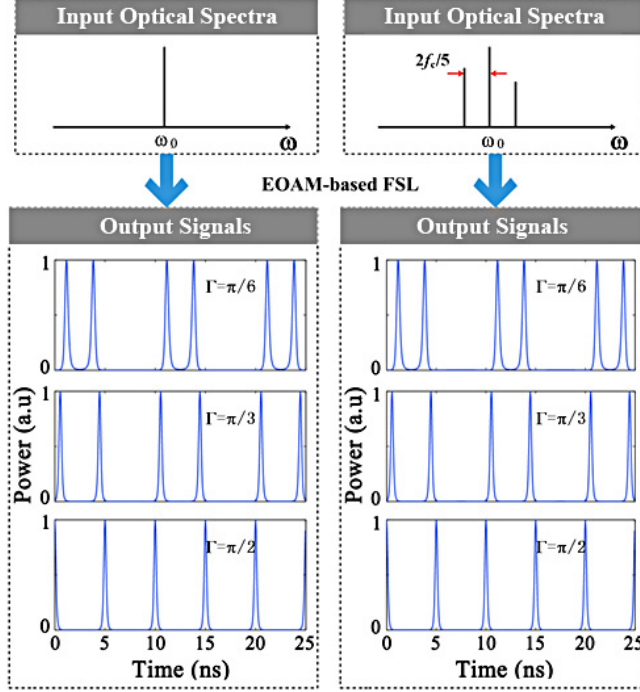 Input Optical Spectra
Input Optical Spectra
ω₀
ω
2f_c/5
ω₀
ω
EOAM-based FSL
Output Signals
Output Signals
Power (a.u)
1
0
Γ=π/6
1
0
Γ=π/3
1
0
Γ=π/2
0 5 10 15 20 25
Time (ns)
Power (a.u)
1
0
Γ=π/6
1
0
Γ=π/3
1
0
Γ=π/2
0 5 10 15 20 25
Time (ns)